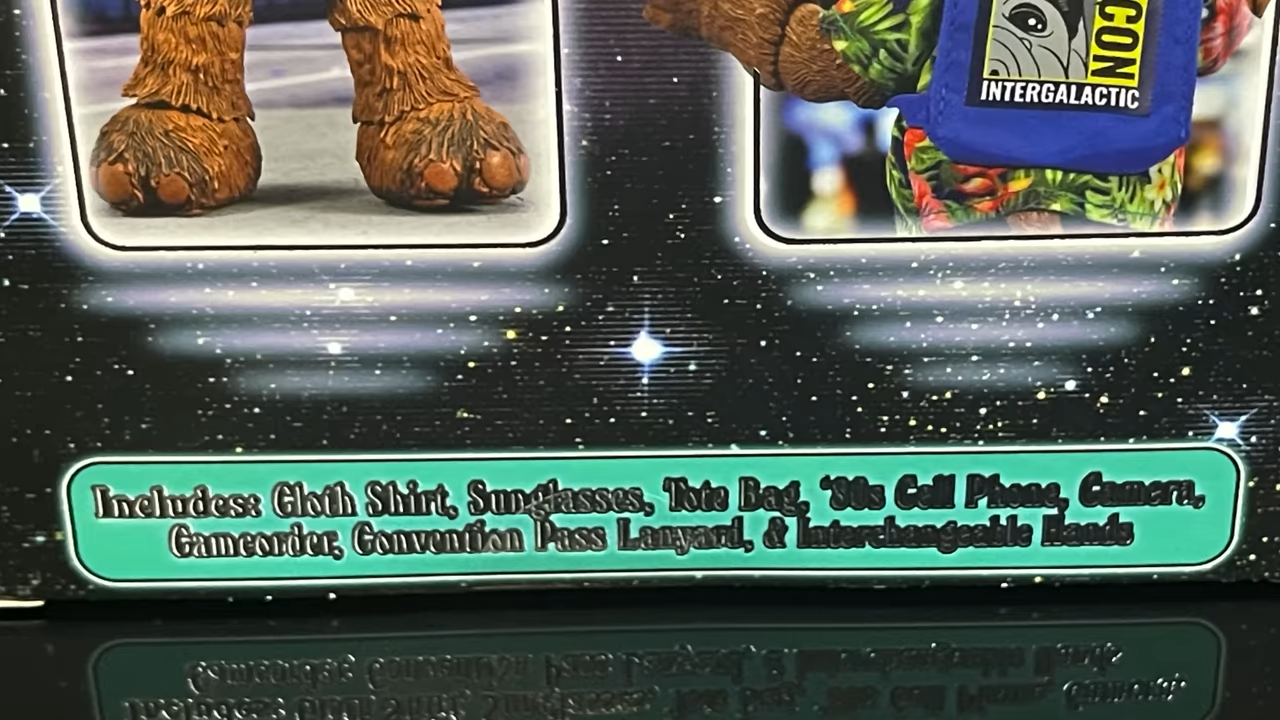 CON
INTERGALACTIC
Includes: Cloth Shirt, Sunglasses, Tote Bag, '80s Cell Phone, Camera,
Camcorder, Convention Pass Lanyard, & Interchangeable Hands